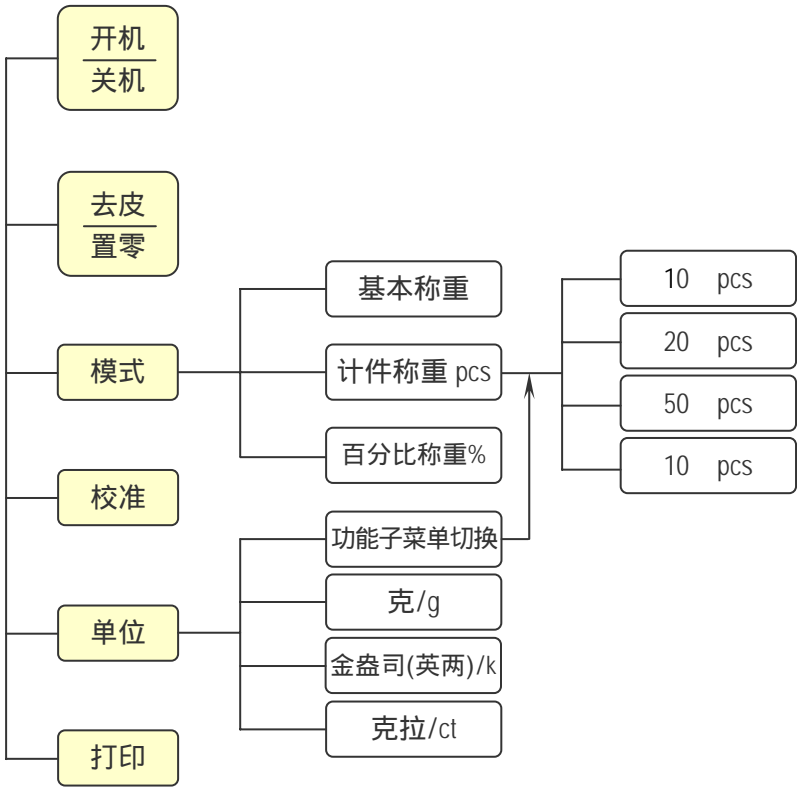 开机
关机
去皮
置零
模式
校准
单位
打印
基本称重
计件称重 pcs
百分比称重%
功能子菜单切换
克/g
金盎司(英两)/k
克拉/ct
10 pcs
20 pcs
50 pcs
10 pcs